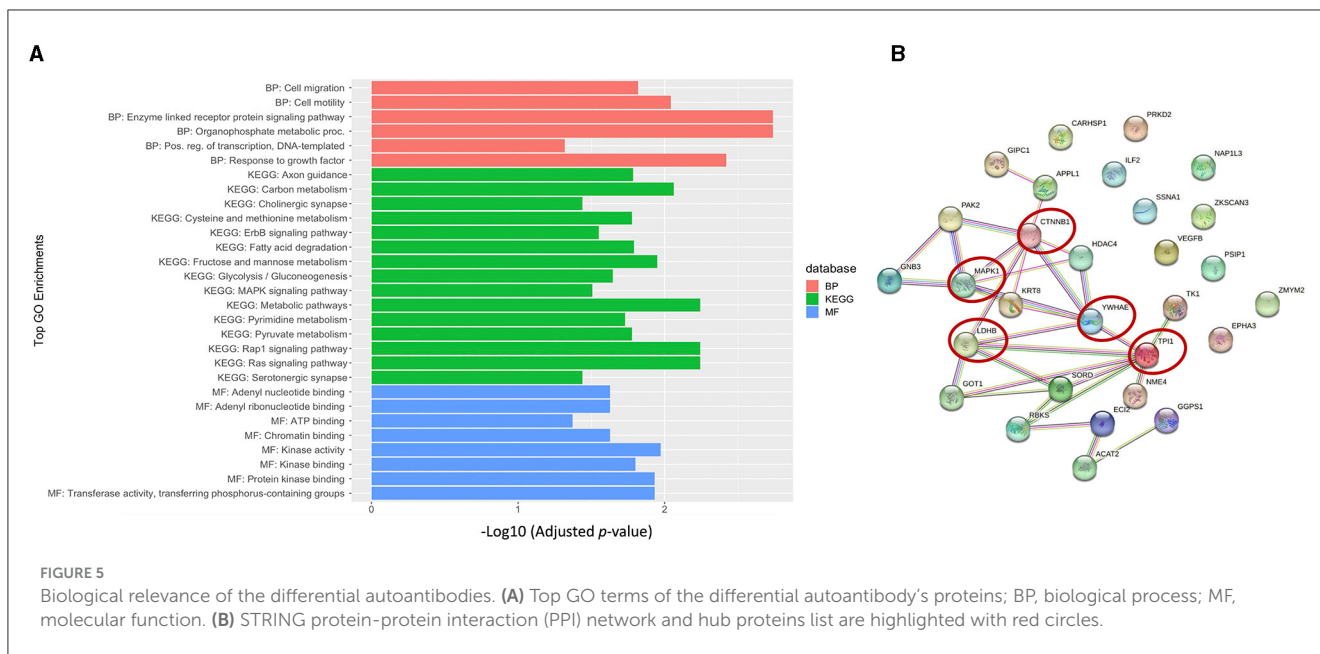 A
B
Top GO Enrichments
BP: Cell migration
BP: Cell motility
BP: Enzyme linked receptor protein signaling pathway
BP: Organophosphate metabolic proc.
BP: Pos. reg. of transcription, DNA-templated
BP: Response to growth factor
KEGG: Axon guidance
KEGG: Carbon metabolism
KEGG: Cholinergic synapse
KEGG: Cysteine and methionine metabolism
KEGG: ErbB signaling pathway
KEGG: Fatty acid degradation
KEGG: Fructose and mannose metabolism
KEGG: Glycolysis / Gluconeogenesis
KEGG: MAPK signaling pathway
KEGG: Metabolic pathways
KEGG: Pyrimidine metabolism
KEGG: Pyruvate metabolism
KEGG: Rap1 signaling pathway
KEGG: Ras signaling pathway
KEGG: Serotonergic synapse
MF: Adenyl nucleotide binding
MF: Adenyl ribonucleotide binding
MF: ATP binding
MF: Chromatin binding
MF: Kinase activity
MF: Kinase binding
MF: Protein kinase binding
MF: Transferase activity, transferring phosphorus-containing groups
0
1
2
-Log10 (Adjusted p-value)
database
BP
KEGG
MF
PRKD2
CARHSP1
GIPC1
ILF2
NAP1L3
APPL1
SSNA1
ZKSCAN3
PAK2
CTNNB1
HDAC4
VEGFB
PSIP1
GNB3
MAPK1
KRT8
TK1
ZMYM2
YWHAE
EPHA3
LDHB
TPI1
GOT1
SORD
NME4
RBKS
ECI2
GGPS1
ACAT2
FIGURE 5
Biological relevance of the differential autoantibodies. (A) Top GO terms of the differential autoantibody's proteins; BP, biological process; MF,
molecular function. (B) STRING protein-protein interaction (PPI) network and hub proteins list are highlighted with red circles.